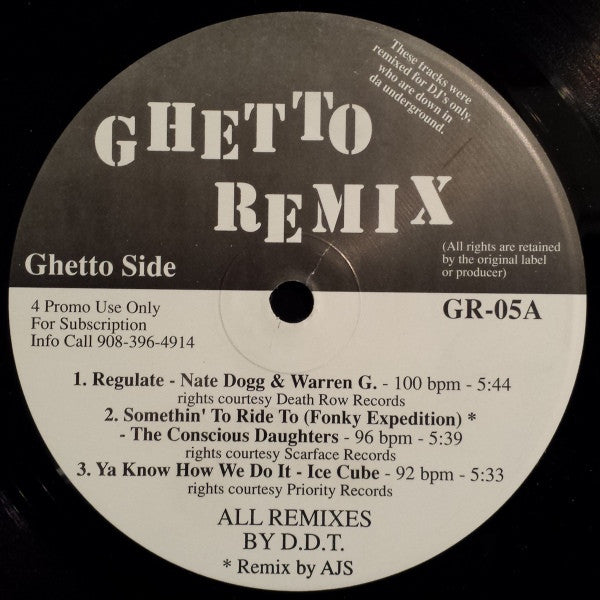 These tracks were
remixed for DJ's only,
who are down in
da underground.
GHETTO
REMIX
(All rights are retained
by the original label
or producer)
Ghetto Side
4 Promo Use Only
For Subscription
Info Call 908-396-4914
GR-05A
1. Regulate - Nate Dogg & Warren G. - 100 bpm - 5:44
rights courtesy Death Row Records
2. Somethin' To Ride To (Fonky Expedition) *
- The Conscious Daughters - 96 bpm - 5:39
rights courtesy Scarface Records
3. Ya Know How We Do It - Ice Cube - 92 bpm - 5:33
rights courtesy Priority Records
ALL REMIXES
BY D.D.T.
* Remix by AJS